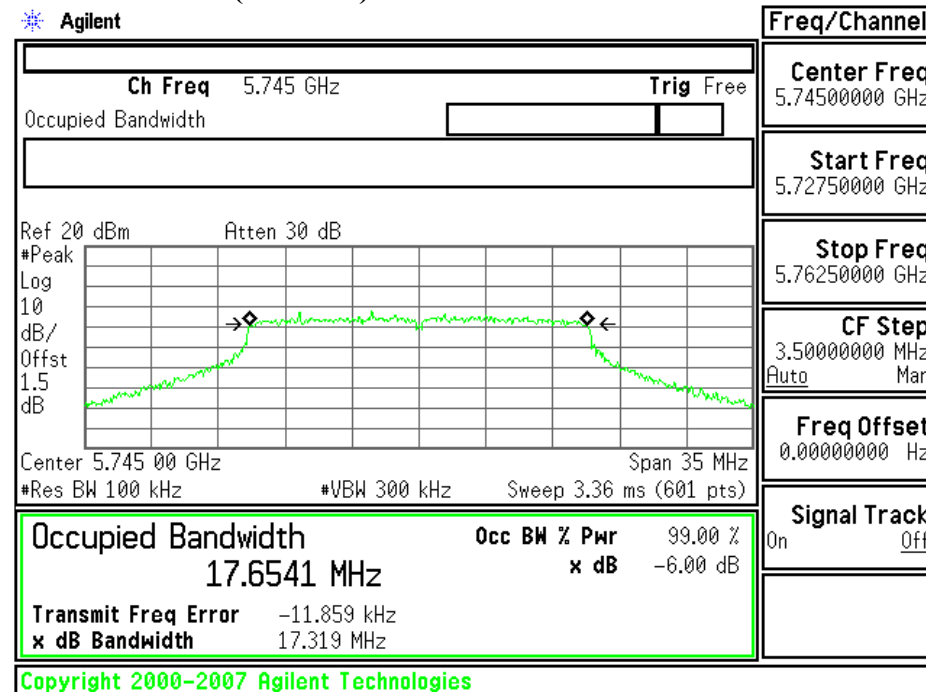 Agilent
Freq/Channel
Ch Freq 5.745 GHz Trig Free
Occupied Bandwidth
Center Freq
5.74500000 GHz
Start Freq
5.72750000 GHz
Stop Freq
5.76250000 GHz
CF Step
3.50000000 MHz
Auto Man
Freq Offset
0.00000000 Hz
Signal Track
On Off
Ref 20 dBm Atten 30 dB
#Peak
Log
10
dB/
Offst
1.5
dB
Center 5.745 00 GHz Span 35 MHz
#Res BW 100 kHz #VBW 300 kHz Sweep 3.36 ms (601 pts)
Occupied Bandwidth Occ BW % Pwr 99.00 %
17.6541 MHz x dB -6.00 dB
Transmit Freq Error -11.859 kHz
x dB Bandwidth 17.319 MHz
Copyright 2000-2007 Agilent Technologies